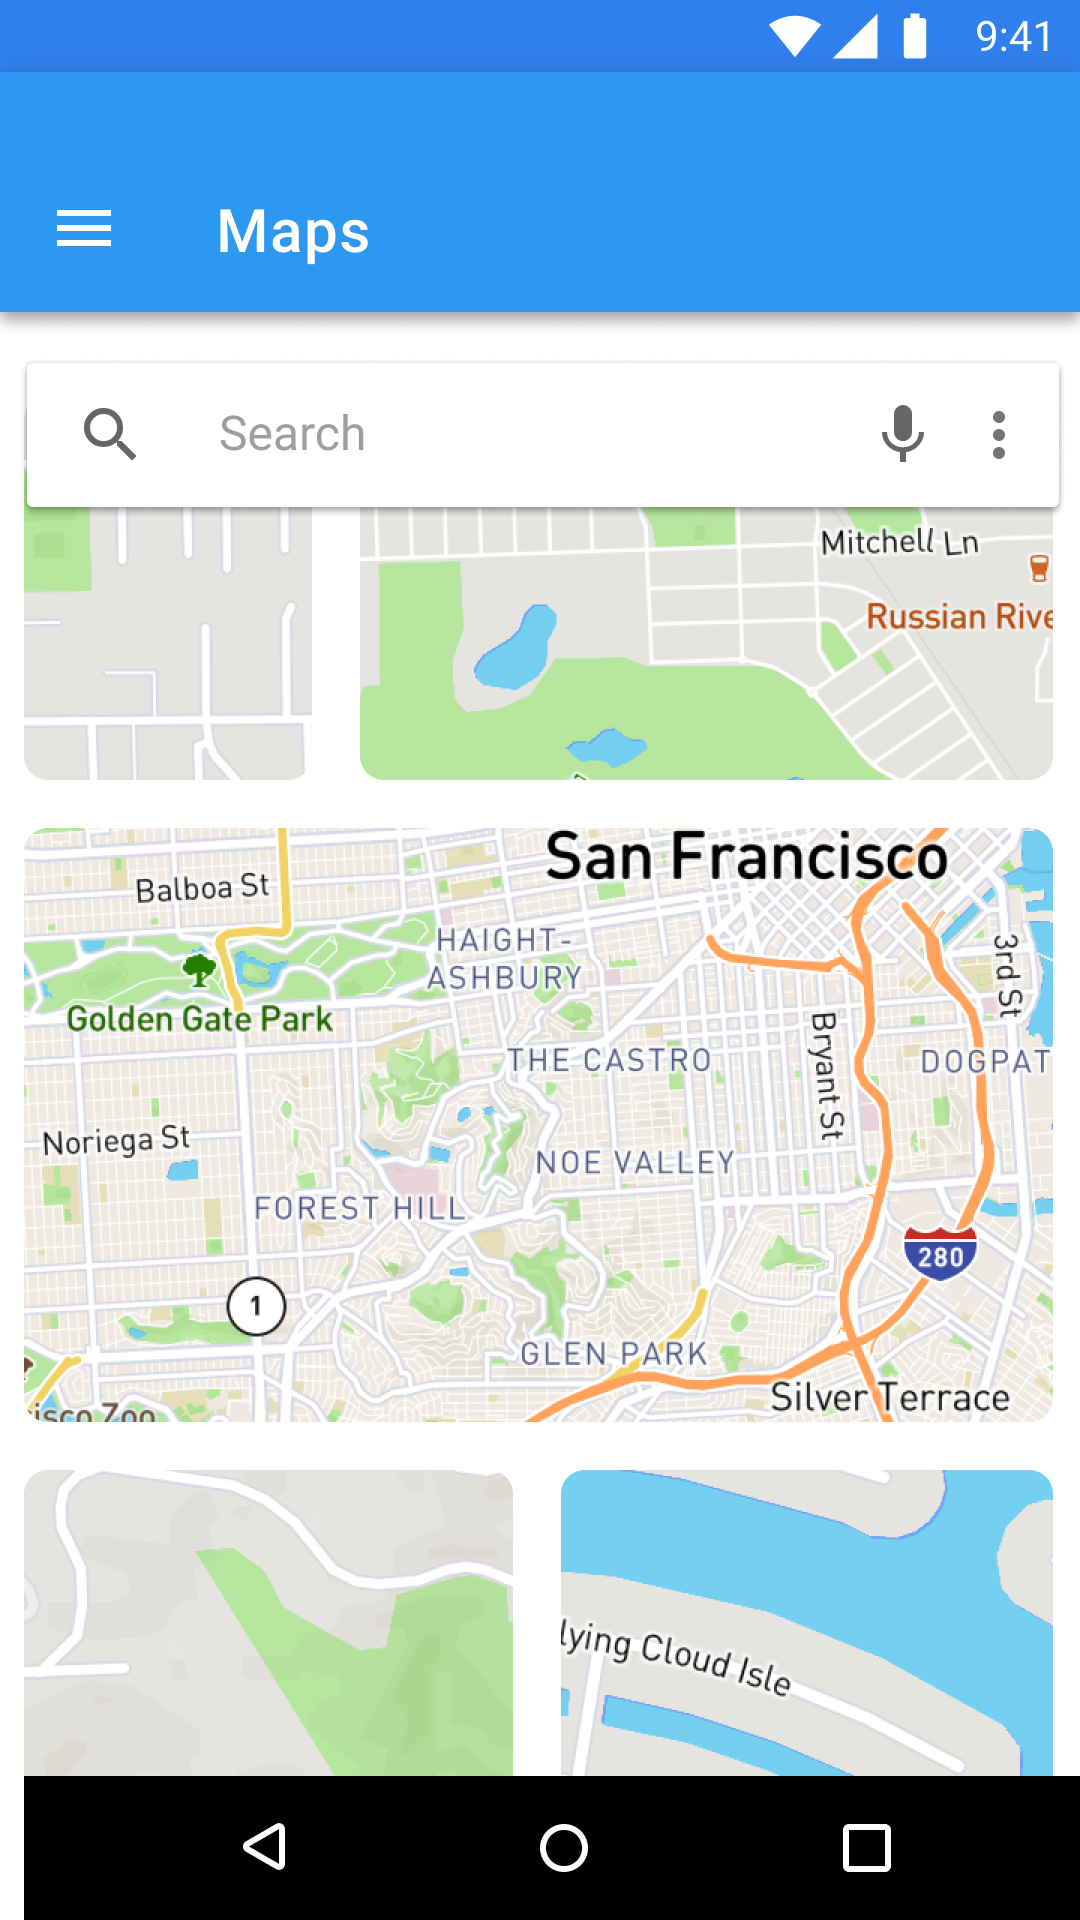 9:41
Maps
Search
Mitchell Ln
Russian Rive
San Francisco
Balboa St
HAIGHT-
ASHBURY
3rd St
Golden Gate Park
Bryant St
THE CASTRO
DOGPAT
Noriega St
NOE VALLEY
FOREST HILL
280
1
GLEN PARK
Silver Terrace
isco Zoo
lying Cloud Isle